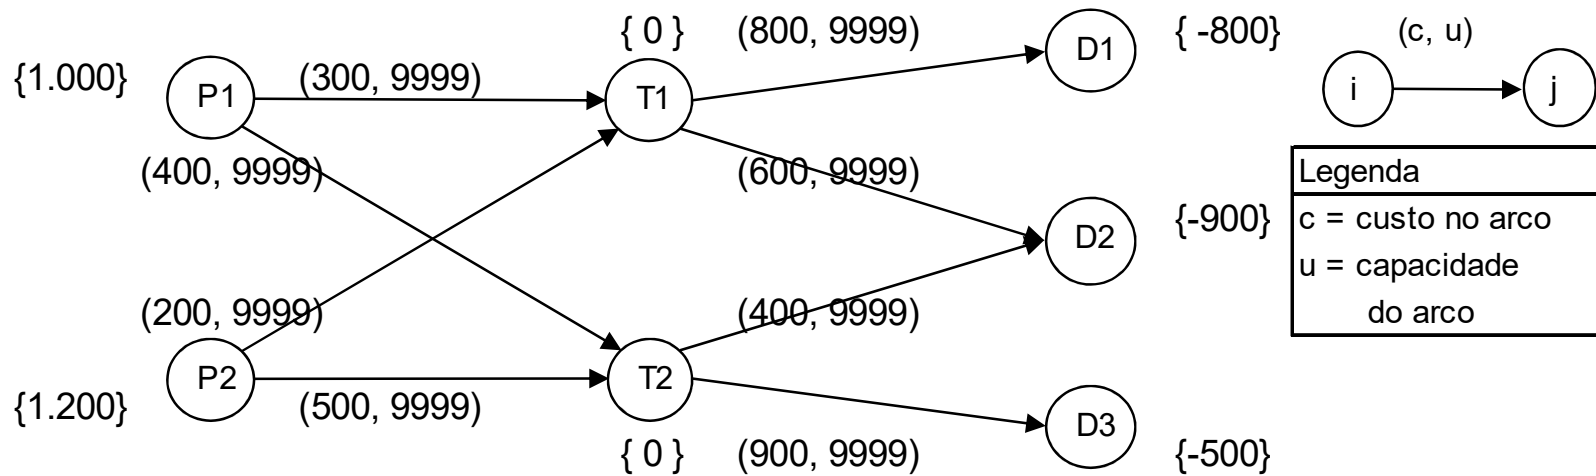 { 0 } (800, 9999) D1 { -800} (c, u)
{1.000} P1 (300, 9999) T1 i j
(400, 9999) (600, 9999) Legenda
c = custo no arco
D2 {-900}
u = capacidade
do arco
(200, 9999) (400, 9999)
P2 T2
{1.200} (500, 9999) D3
{ 0 } (900, 9999) {-500}